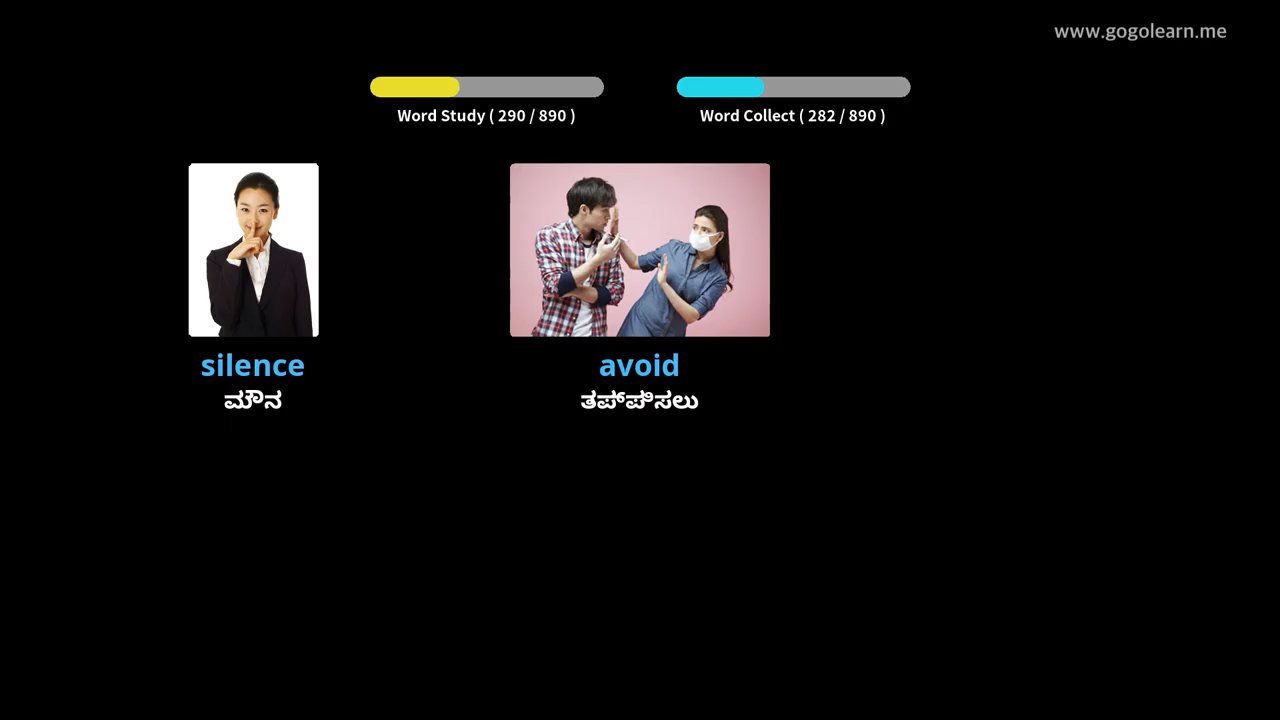 www.gogolearn.me
Word Study ( 290 / 890 )
Word Collect ( 282 / 890 )
silence
ಮೌನ
avoid
ತಪ್ಪಿಸಲು